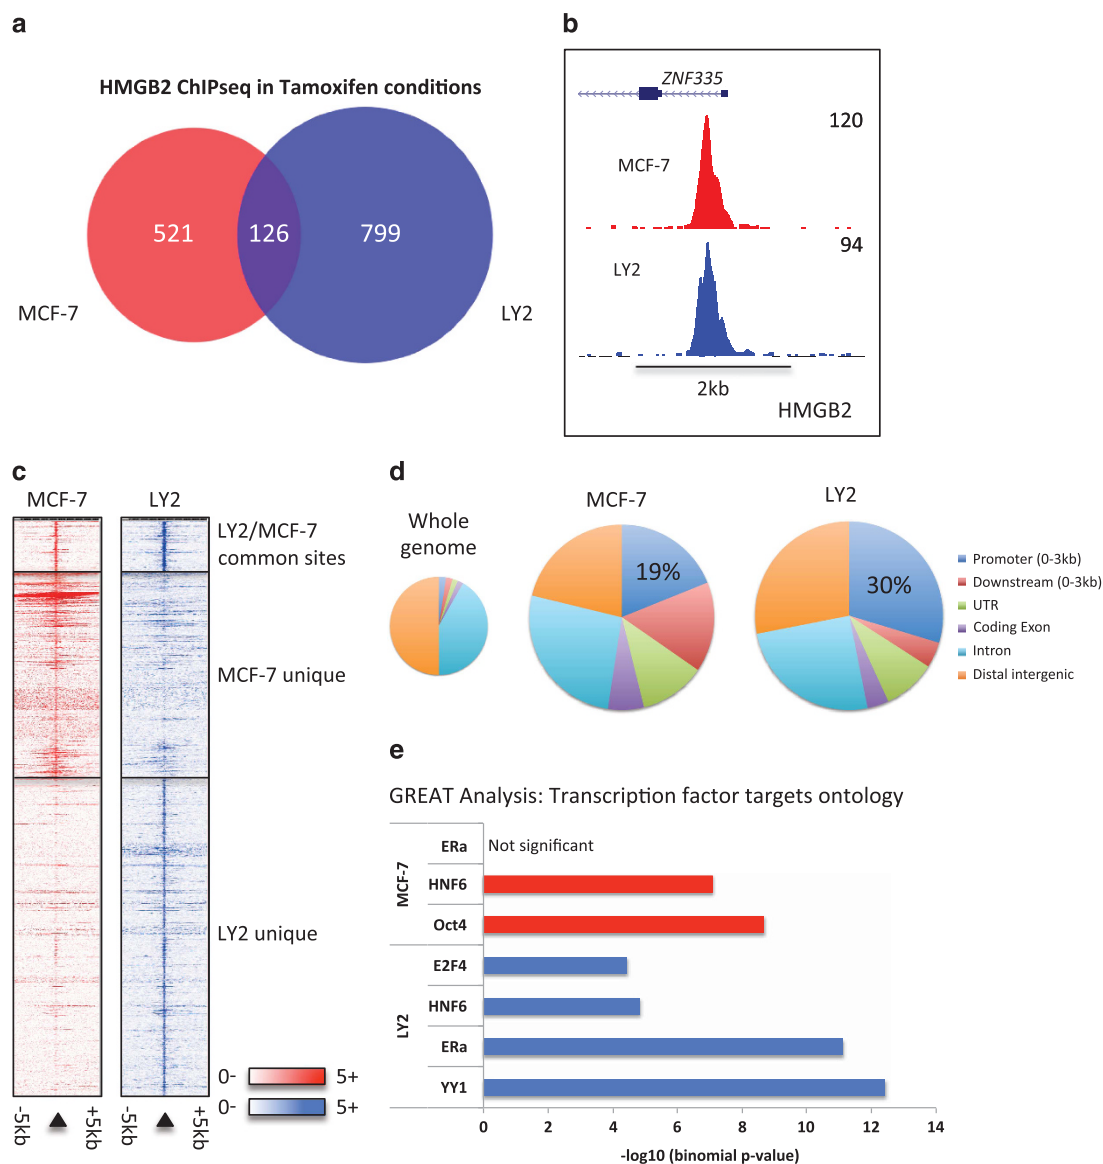 a
HMGB2 ChIPseq in Tamoxifen conditions
521
126
799
MCF-7
LY2
b
ZNF335
120
MCF-7
94
LY2
2kb
HMGB2
c
MCF-7
LY2
LY2/MCF-7
common sites
MCF-7 unique
LY2 unique
0-
5+
0-
5+
-5kb
+5kb
-5kb
+5kb
d
Whole
genome
MCF-7
19%
LY2
30%
Promoter (0-3kb)
Downstream (0-3kb)
UTR
Coding Exon
Intron
Distal intergenic
e
GREAT Analysis: Transcription factor targets ontology
MCF-7
ERa
Not significant
HNF6
Oct4
LY2
E2F4
HNF6
ERa
YY1
0 2 4 6 8 10 12 14
-log10 (binomial p-value)